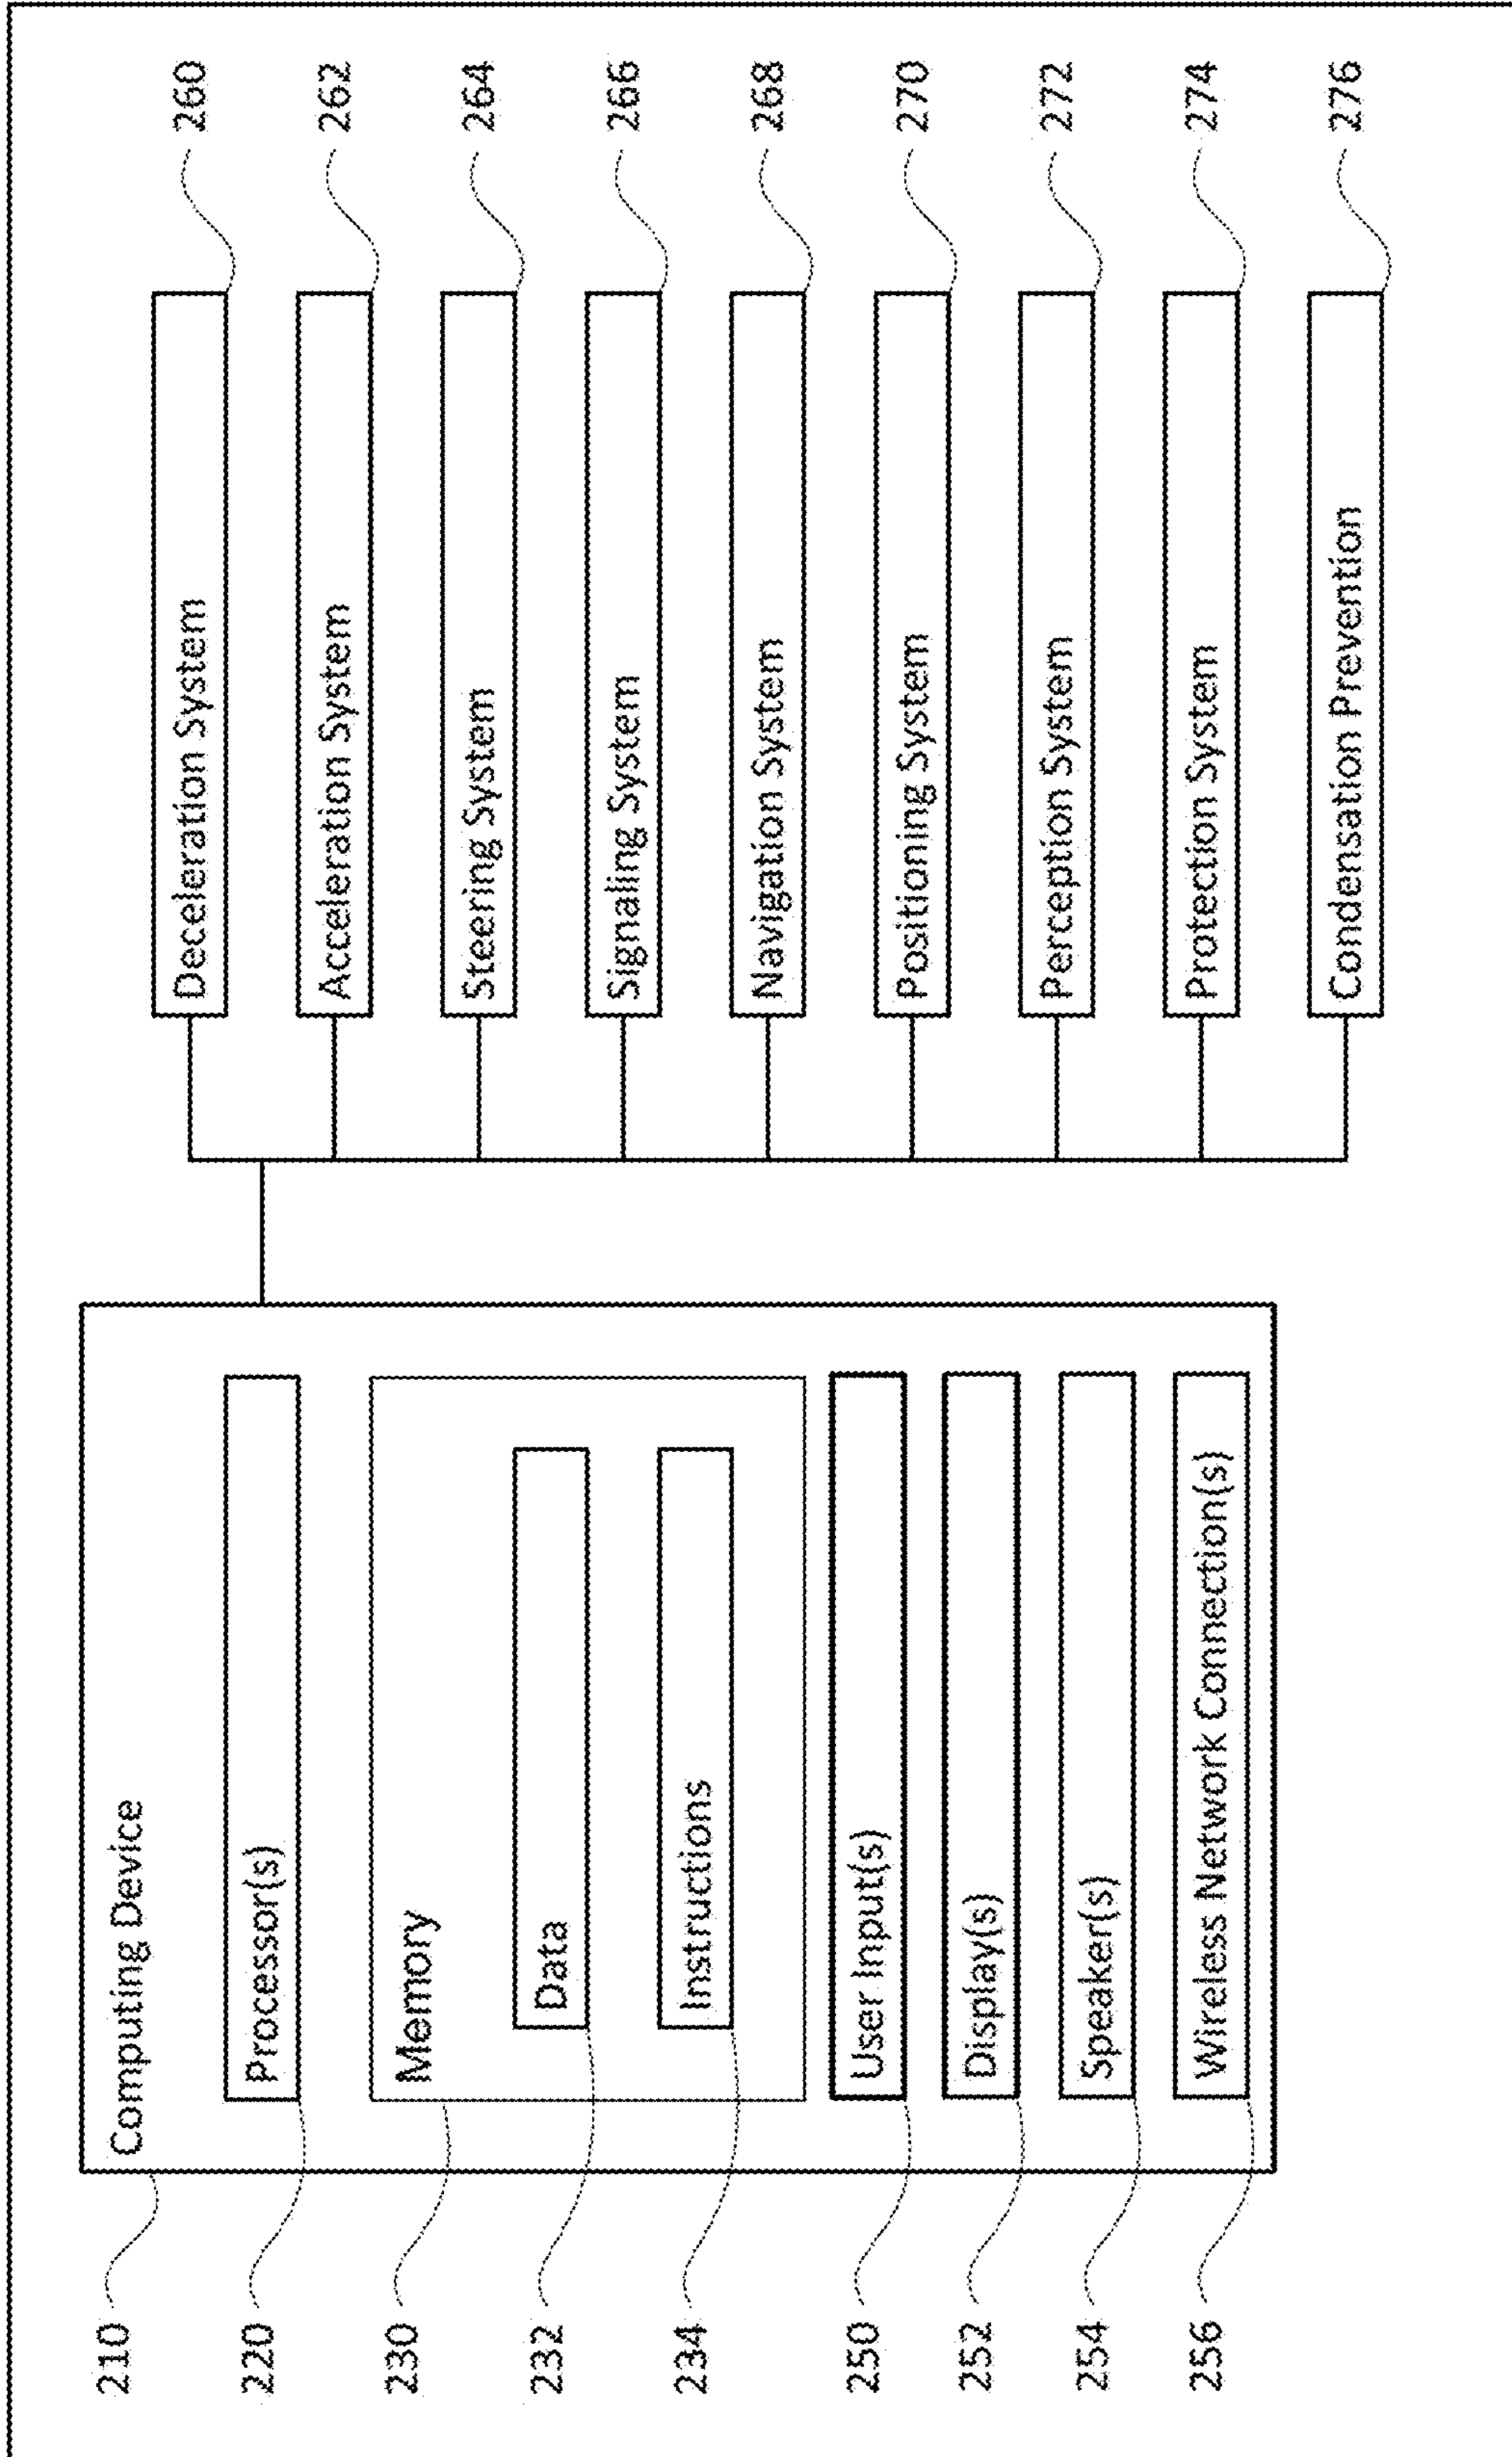 210
Computing Device
220
Processor(s)
230
Memory
232
Data
234
Instructions
250
User Input(s)
252
Display(s)
254
Speaker(s)
256
Wireless Network Connection(s)
Deceleration System
260
Acceleration System
262
Steering System
264
Signaling System
266
Navigation System
268
Positioning System
270
Perception System
272
Protection System
274
Condensation Prevention
276